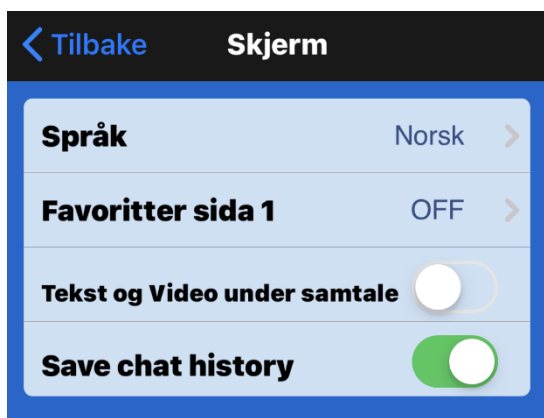 Tilbake Skjerm
Språk Norsk
Favoritter sida 1 OFF
Tekst og Video under samtale
Save chat history